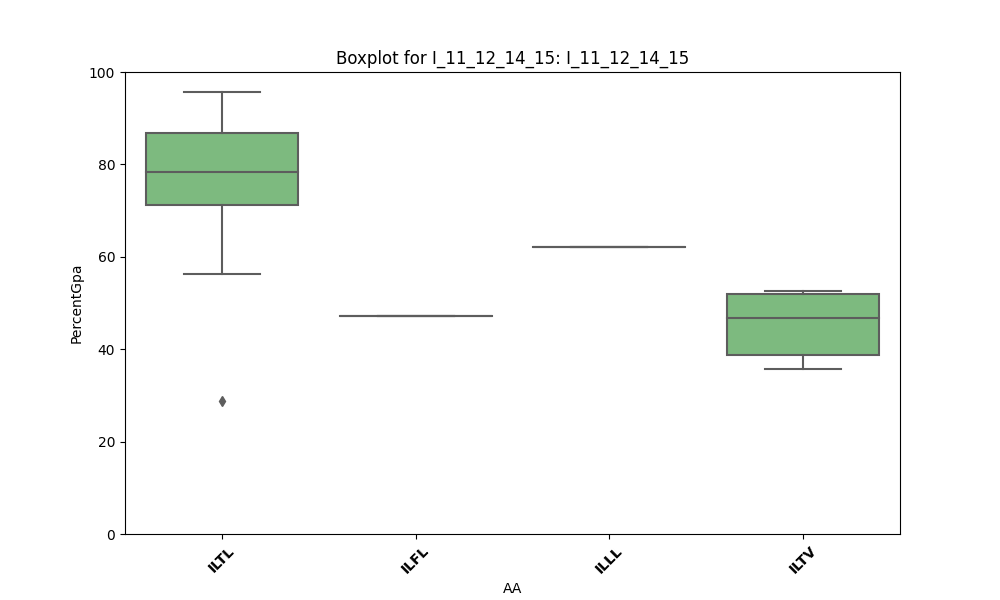 Boxplot for I_11_12_14_15: I_11_12_14_15
100
80
60
40
20
0
PercentGpa
ILTL
ILFL
ILLL
ILTV
AA